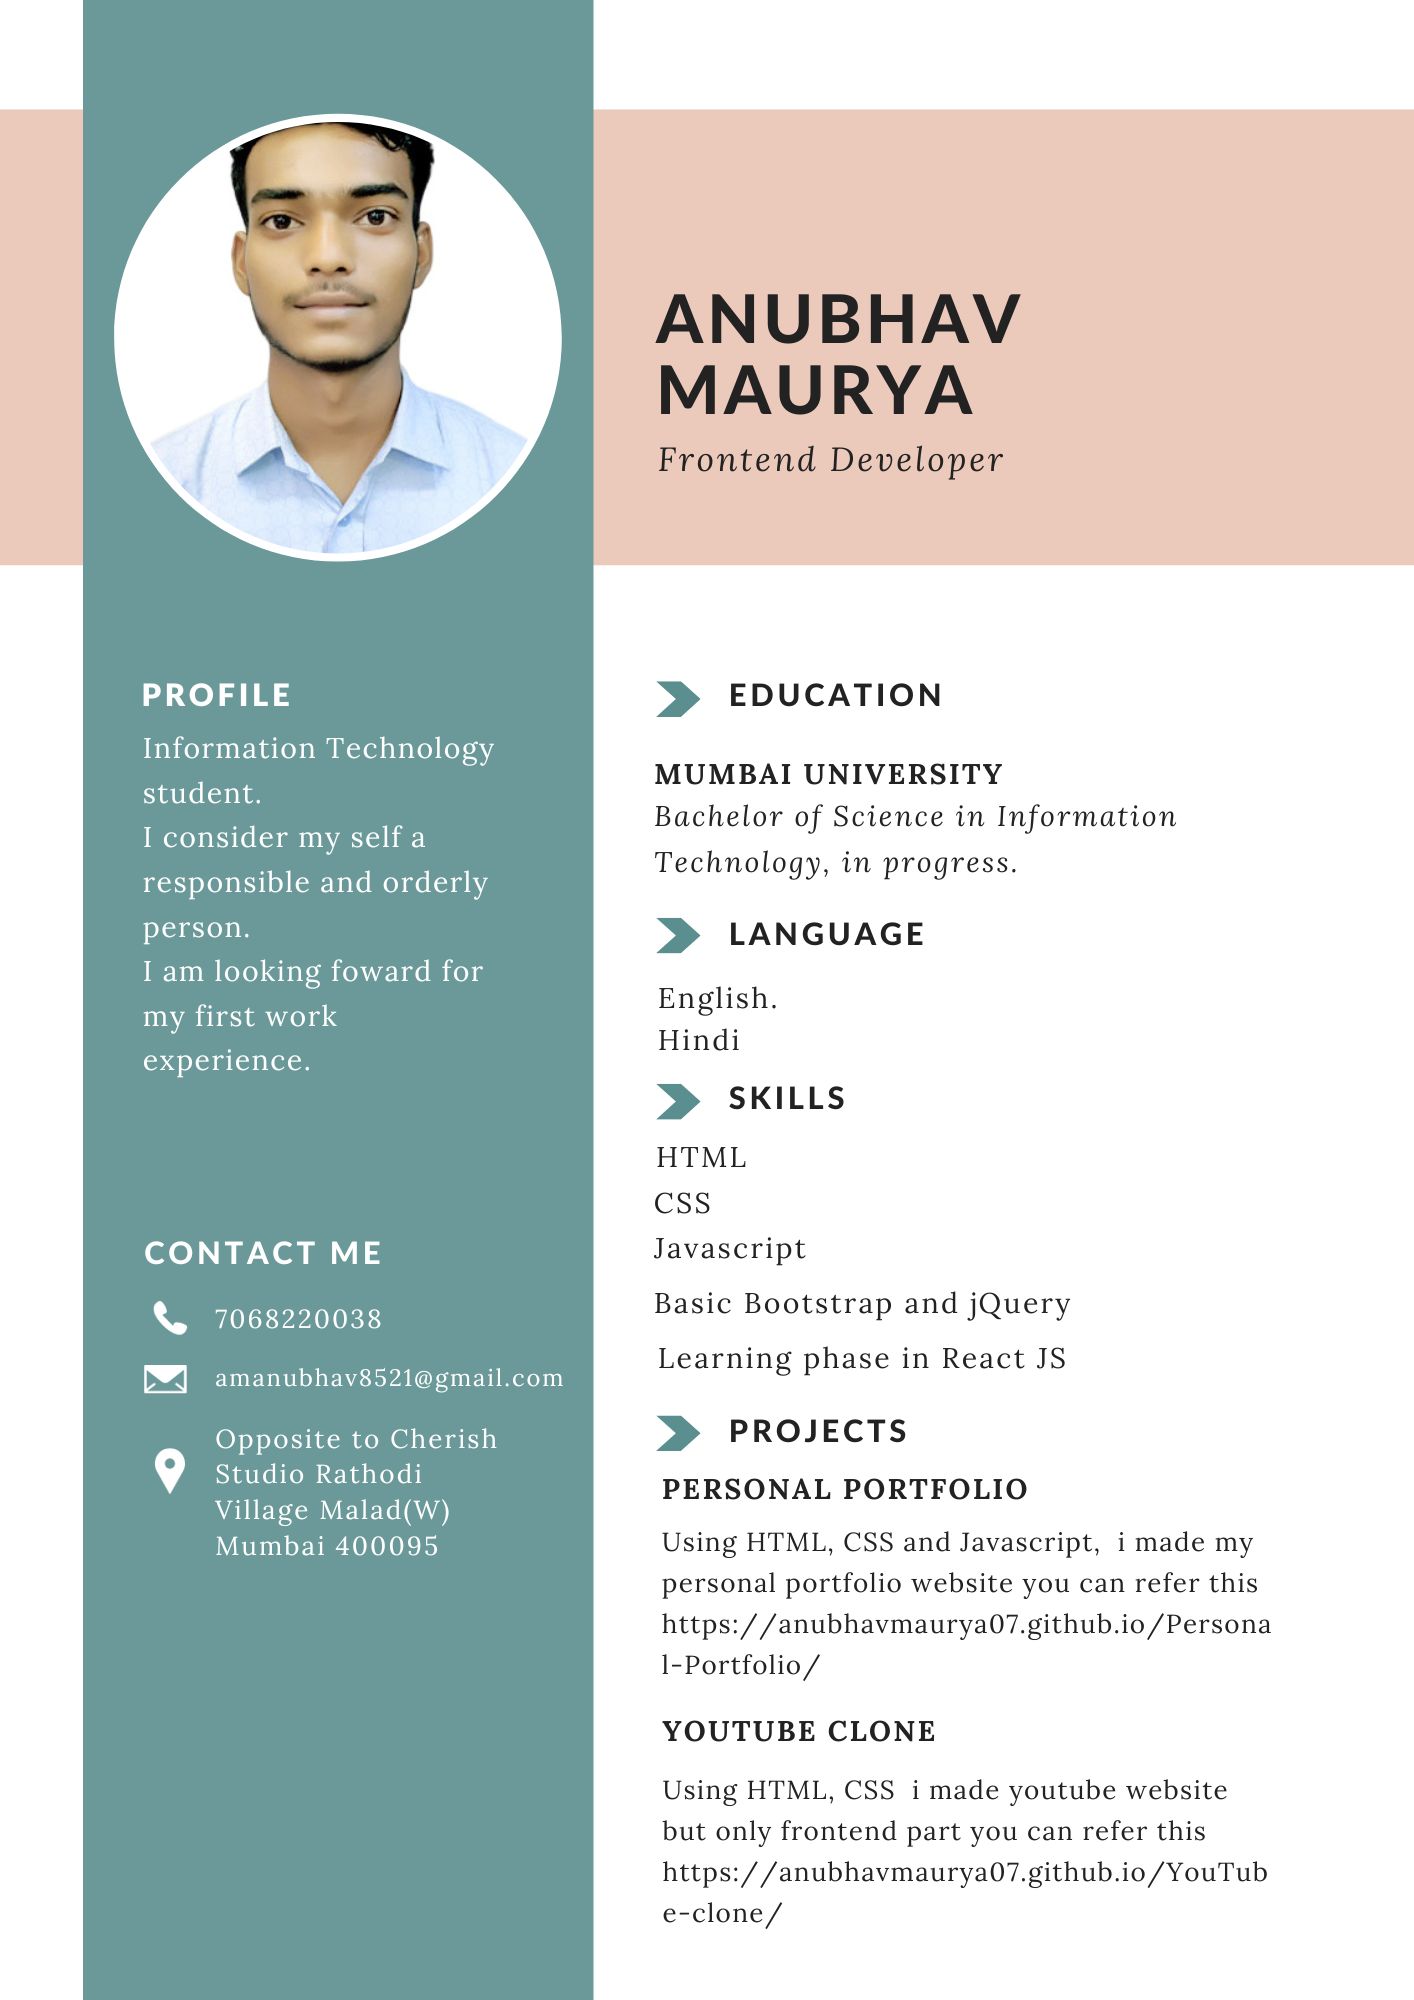 ANUBHAV
MAURYA
Frontend Developer
PROFILE
Information Technology
student.
I consider my self a
responsible and orderly
person.
I am looking foward for
my first work
experience.
CONTACT ME
7068220038
amanubhav8521@gmail.com
Opposite to Cherish
Studio Rathodi
Village Malad(W)
Mumbai 400095
EDUCATION
MUMBAI UNIVERSITY
Bachelor of Science in Information
Technology, in progress.
LANGUAGE
English.
Hindi
SKILLS
HTML
CSS
Javascript
Basic Bootstrap and jQuery
Learning phase in React JS
PROJECTS
PERSONAL PORTFOLIO
Using HTML, CSS and Javascript,  i made my
personal portfolio website you can refer this
https://anubhavmaurya07.github.io/Persona
l-Portfolio/
YOUTUBE CLONE
Using HTML, CSS  i made youtube website
but only frontend part you can refer this
https://anubhavmaurya07.github.io/YouTub
e-clone/